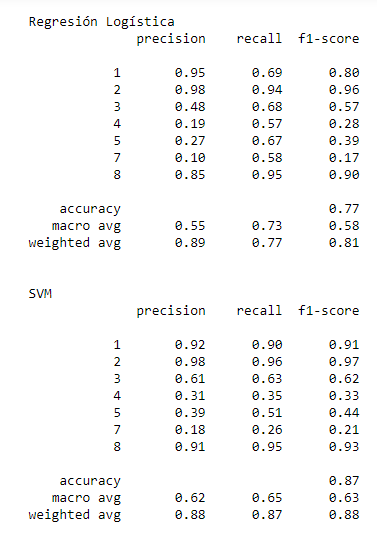 Regresión Logística
precision recall f1-score
1 0.95 0.69 0.80
2 0.98 0.94 0.96
3 0.48 0.68 0.57
4 0.19 0.57 0.28
5 0.27 0.67 0.39
7 0.10 0.58 0.17
8 0.85 0.95 0.90
accuracy 0.77
macro avg 0.55 0.73 0.58
weighted avg 0.89 0.77 0.81
SVM
precision recall f1-score
1 0.92 0.90 0.91
2 0.98 0.96 0.97
3 0.61 0.63 0.62
4 0.31 0.35 0.33
5 0.39 0.51 0.44
7 0.18 0.26 0.21
8 0.91 0.95 0.93
accuracy 0.87
macro avg 0.62 0.65 0.63
weighted avg 0.88 0.87 0.88